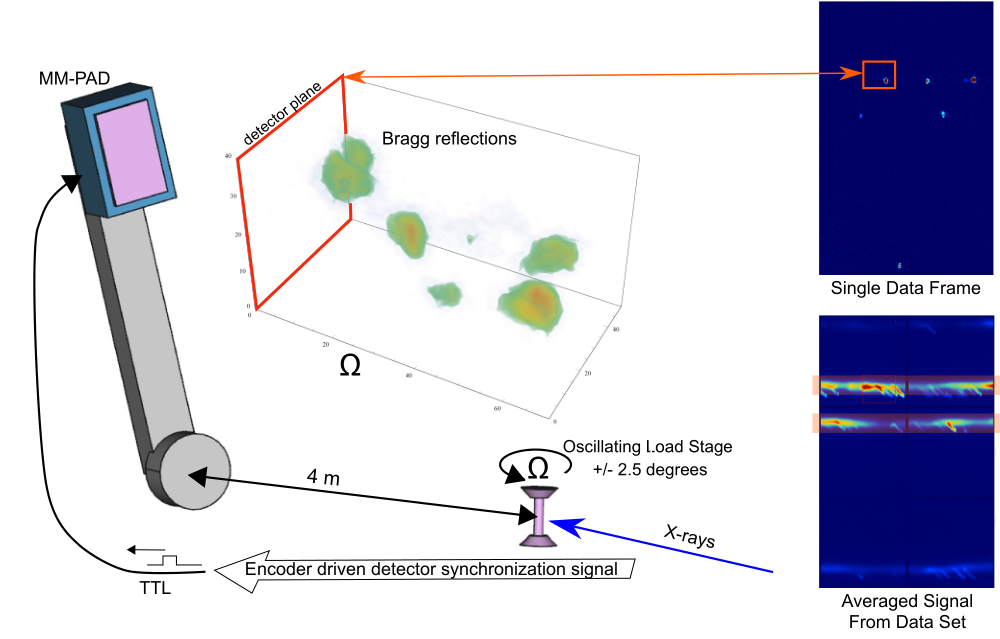 MM-PAD
detector plane
Bragg reflections
40
30
20
10
0
0
20
40
60
0
20
40
Ω
Ω
Oscillating Load Stage
+/- 2.5 degrees
4 m
X-rays
Encoder driven detector synchronization signal
TTL
Single Data Frame
Averaged Signal
From Data Set